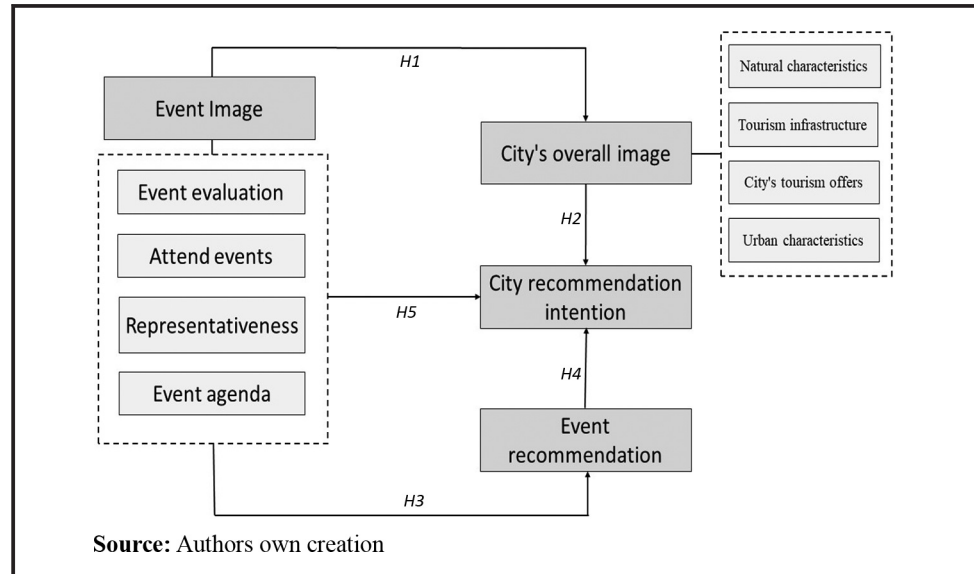 H1
Event Image
Event evaluation
Attend events
Representativeness
Event agenda
City's overall image
Natural characteristics
Tourism infrastructure
City's tourism offers
Urban characteristics
H2
H5
City recommendation
intention
H4
Event
recommendation
H3
Source: Authors own creation